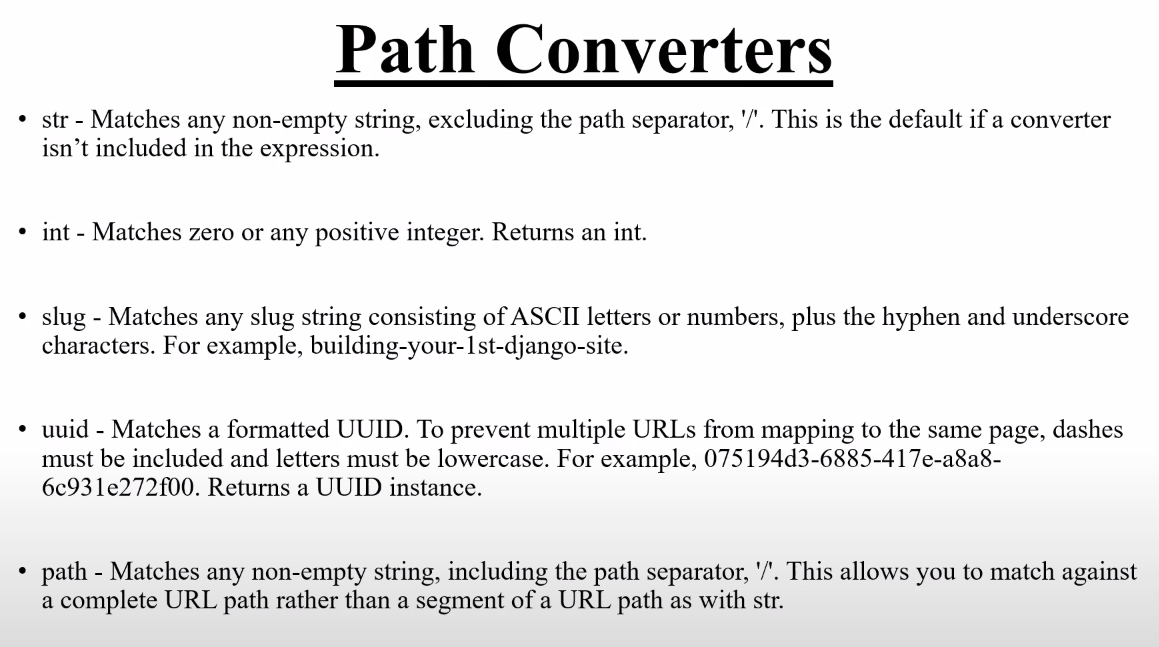 Path Converters
• str - Matches any non-empty string, excluding the path separator, '/'. This is the default if a converter
isn’t included in the expression.
• int - Matches zero or any positive integer. Returns an int.
• slug - Matches any slug string consisting of ASCII letters or numbers, plus the hyphen and underscore
characters. For example, building-your-1st-django-site.
• uuid - Matches a formatted UUID. To prevent multiple URLs from mapping to the same page, dashes
must be included and letters must be lowercase. For example, 075194d3-6885-417e-a8a8-
6c931e272f00. Returns a UUID instance.
• path - Matches any non-empty string, including the path separator, '/'. This allows you to match against
a complete URL path rather than a segment of a URL path as with str.